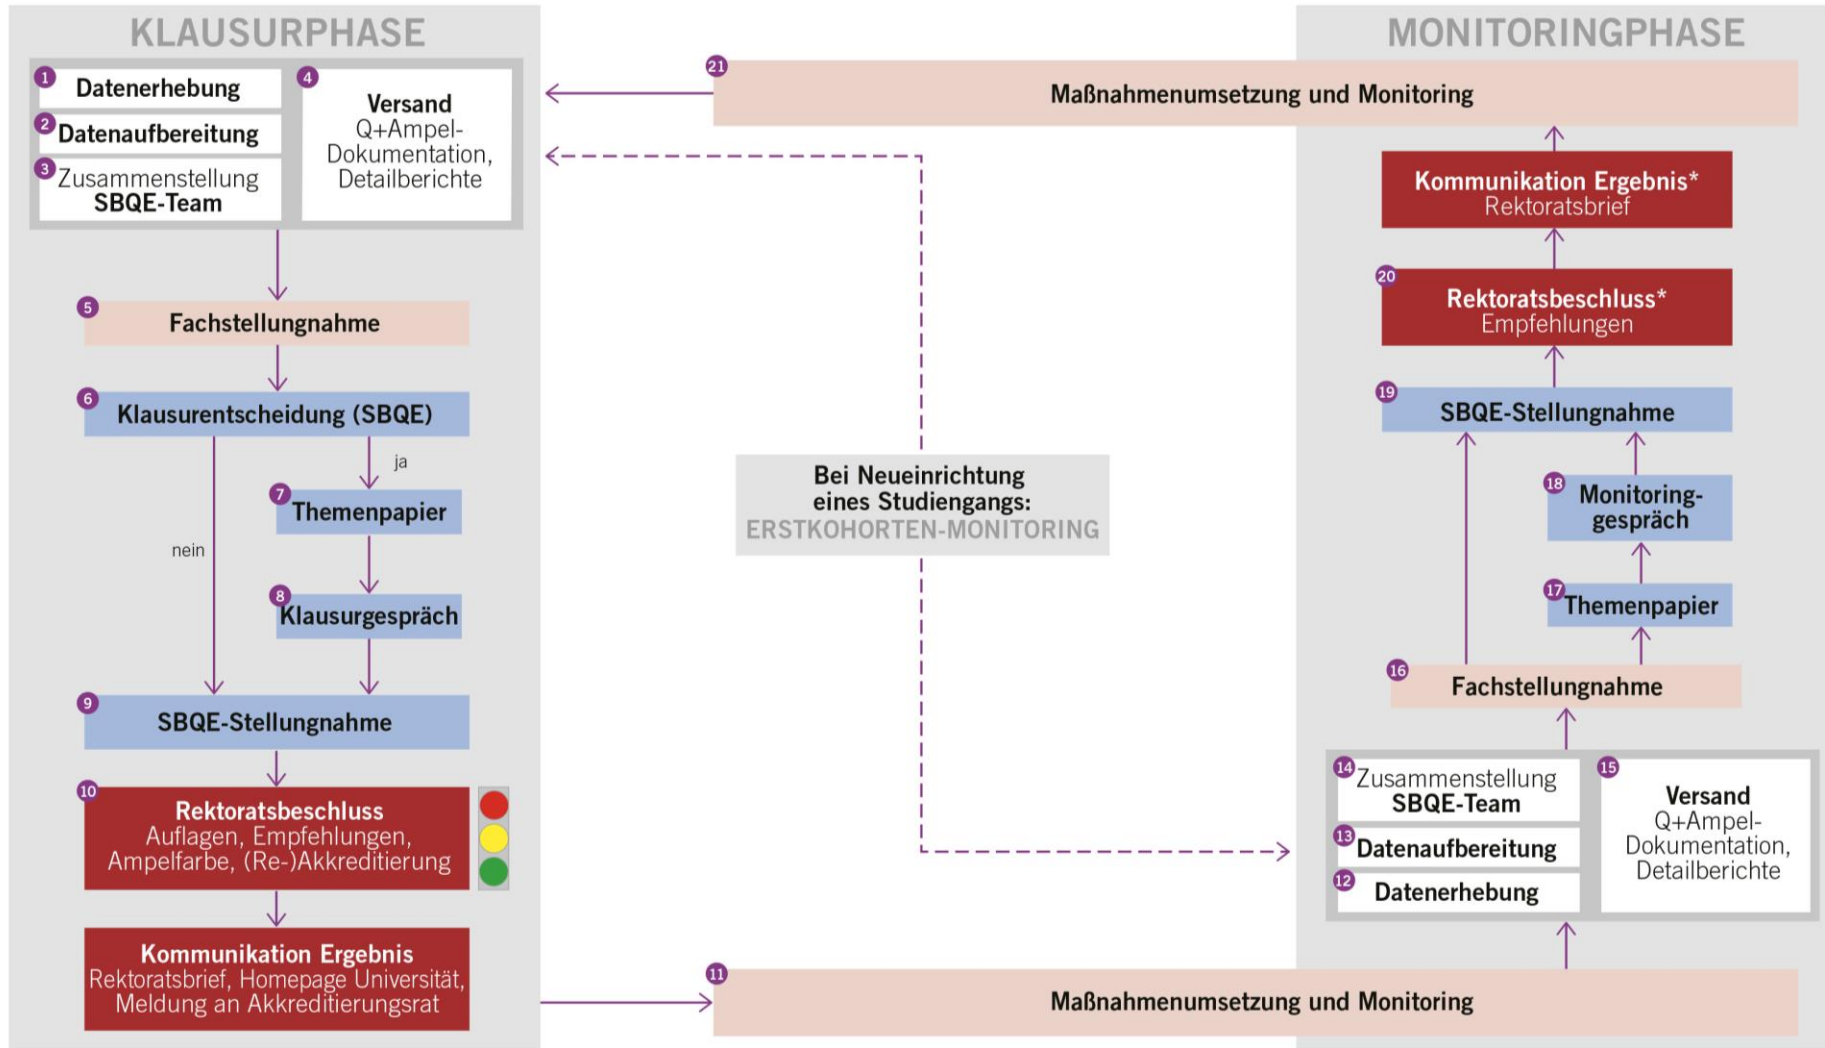 KLAUSURPHASE
1
Datenerhebung
2
Datenaufbereitung
3
Zusammenstellung
SBQE-Team
4
Versand
Q+Ampel-
Dokumentation,
Detailberichte
5
Fachstellungnahme
6
Klausurentscheidung (SBQE)
ja
nein
7
Themenpapier
8
Klausurgespräch
9
SBQE-Stellungnahme
10
Rektoratsbeschluss
Auflagen, Empfehlungen,
Ampelfarbe, (Re-)Akkreditierung
Kommunikation Ergebnis
Rektoratsbrief, Homepage Universität,
Meldung an Akkreditierungsrat
11
Maßnahmenumsetzung und Monitoring
Bei Neueinrichtung
eines Studiengangs:
ERSTKOHORTEN-MONITORING
MONITORINGPHASE
21
Maßnahmenumsetzung und Monitoring
Kommunikation Ergebnis*
Rektoratsbrief
20
Rektoratsbeschluss*
Empfehlungen
19
SBQE-Stellungnahme
18
Monitoring-
gespräch
17
Themenpapier
16
Fachstellungnahme
14
Zusammenstellung
SBQE-Team
13
Datenaufbereitung
12
Datenerhebung
15
Versand
Q+Ampel-
Dokumentation,
Detailberichte